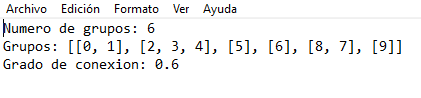 Archivo Edición Formato Ver Ayuda
Numero de grupos: 6
Grupos: [[0, 1], [2, 3, 4], [5], [6], [8, 7], [9]]
Grado de conexion: 0.6